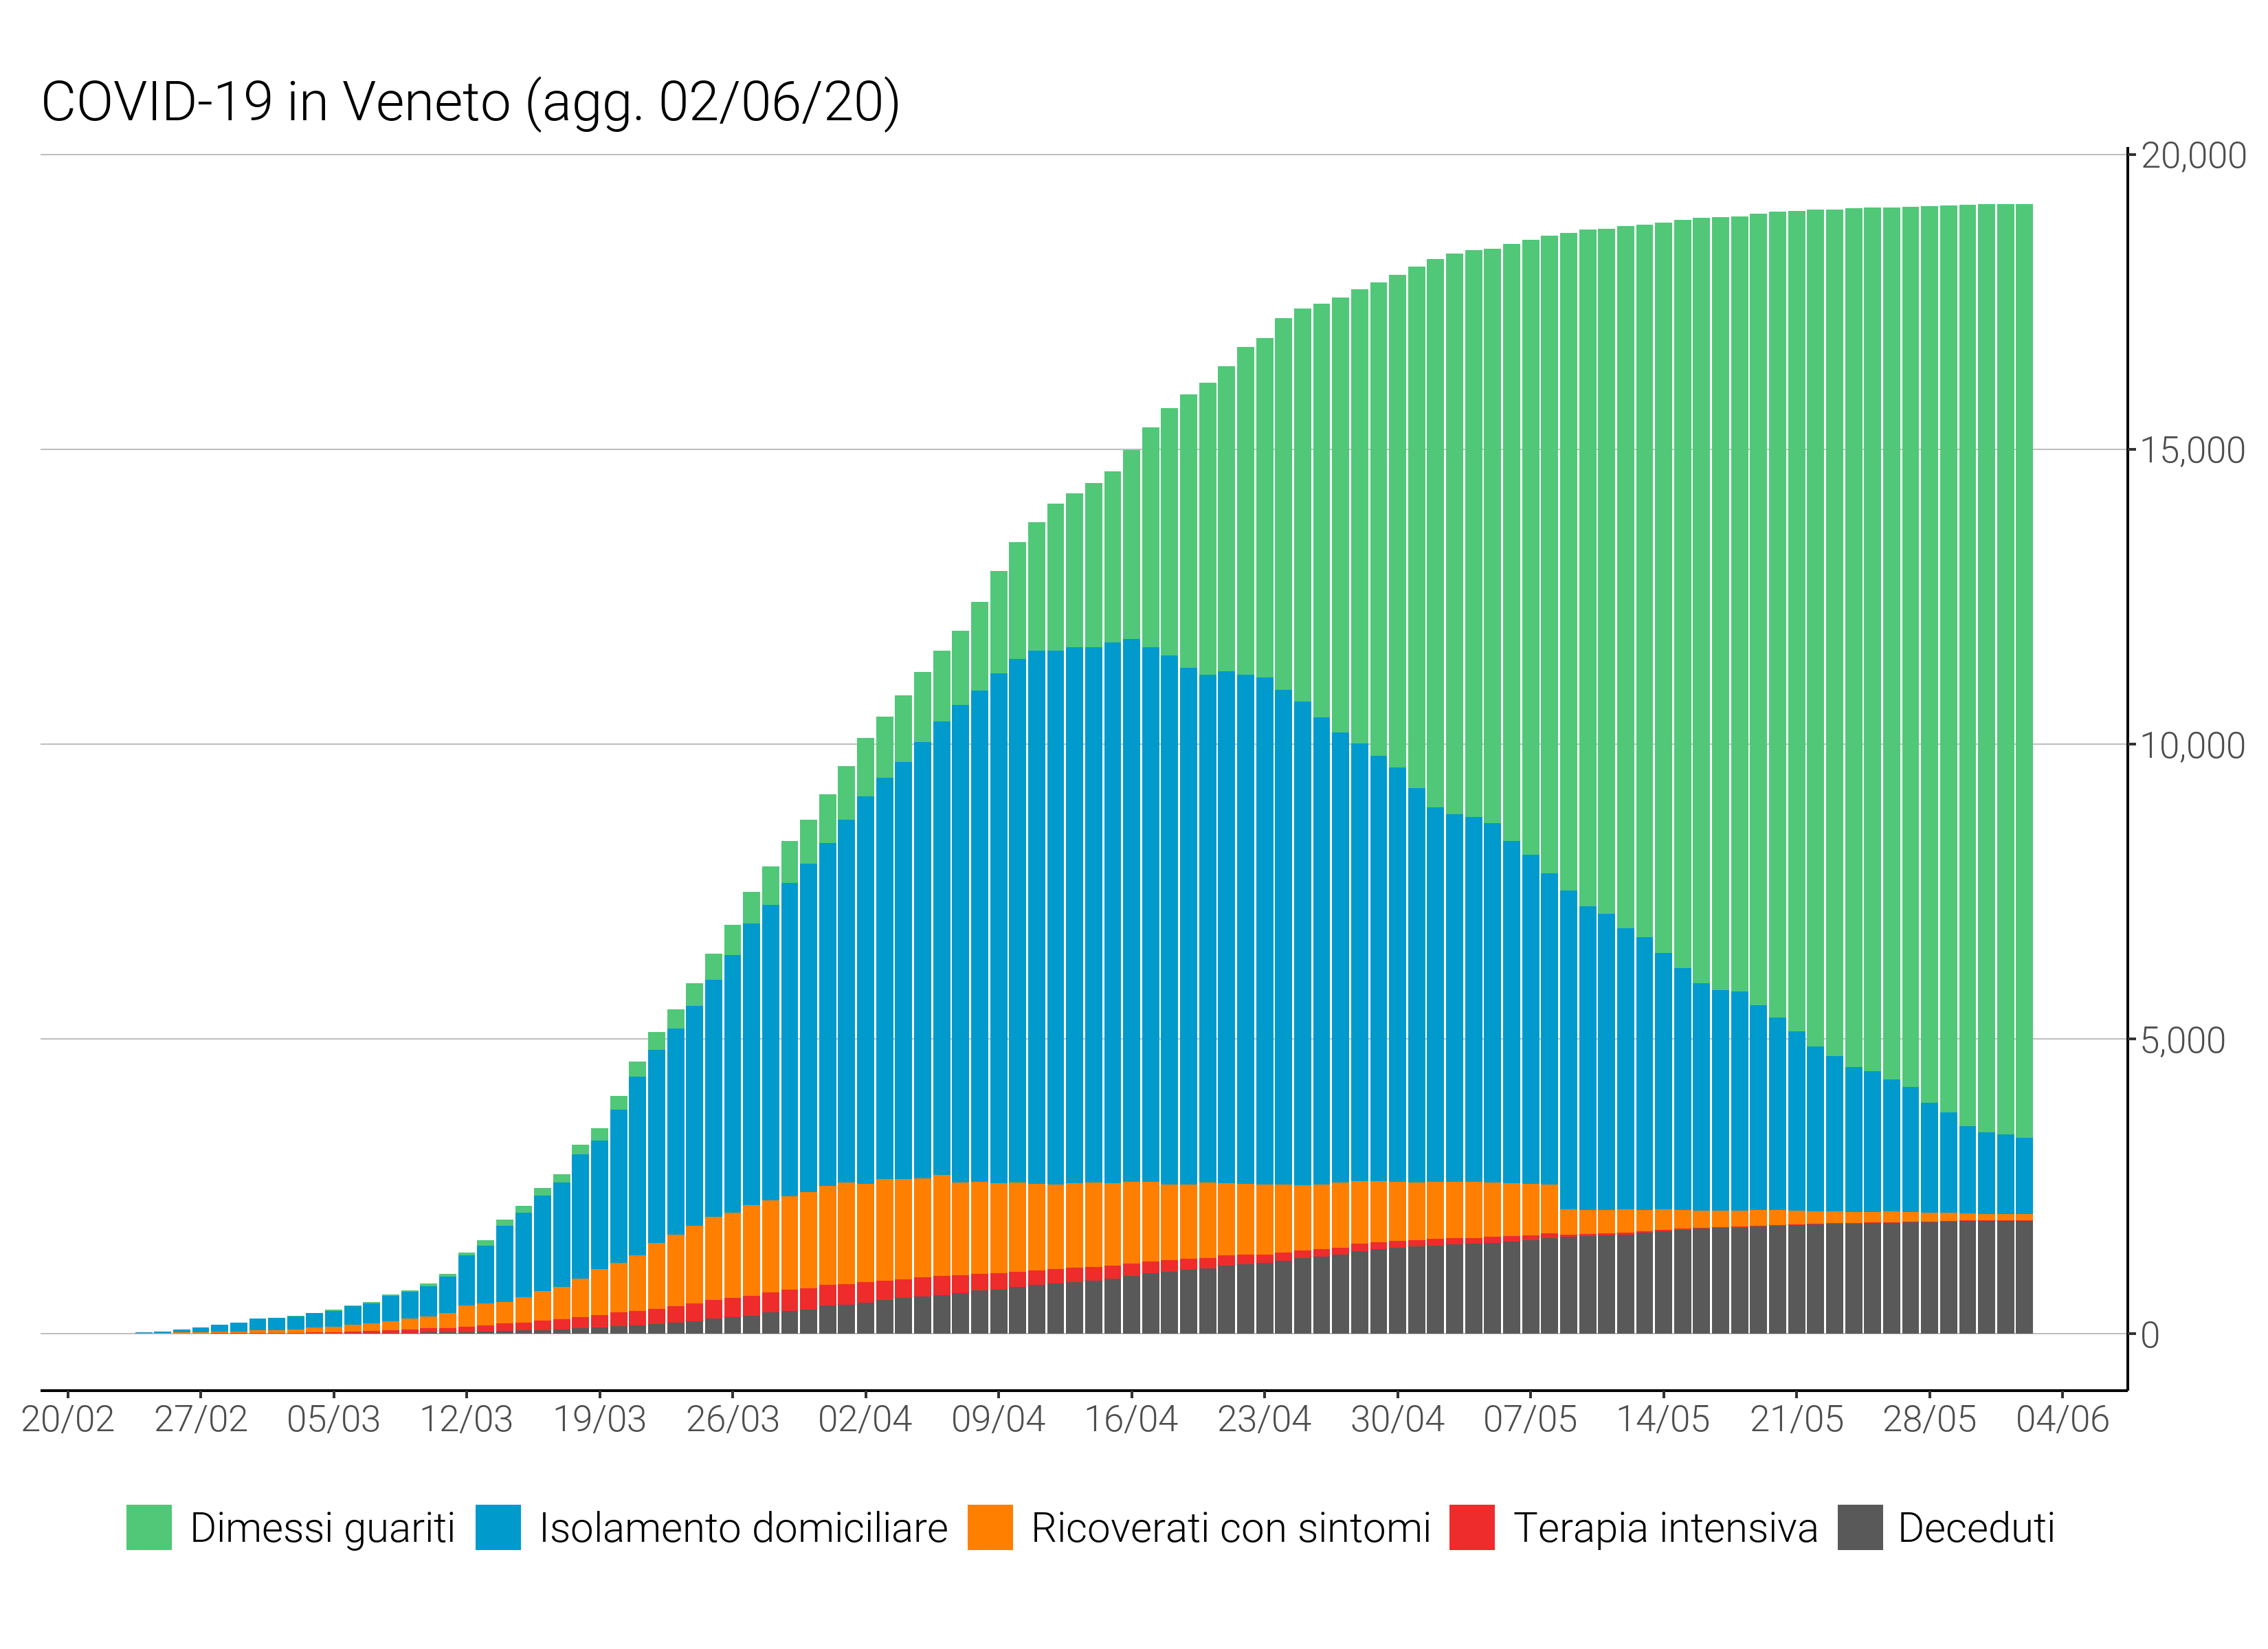 COVID-19 in Veneto (agg. 02/06/20)
20,000
15,000
10,000
5,000
0
20/02 27/02 05/03 12/03 19/03 26/03 02/04 09/04 16/04 23/04 30/04 07/05 14/05 21/05 28/05 04/06
Dimessi guariti Isolamento domiciliare Ricoverati con sintomi Terapia intensiva Deceduti